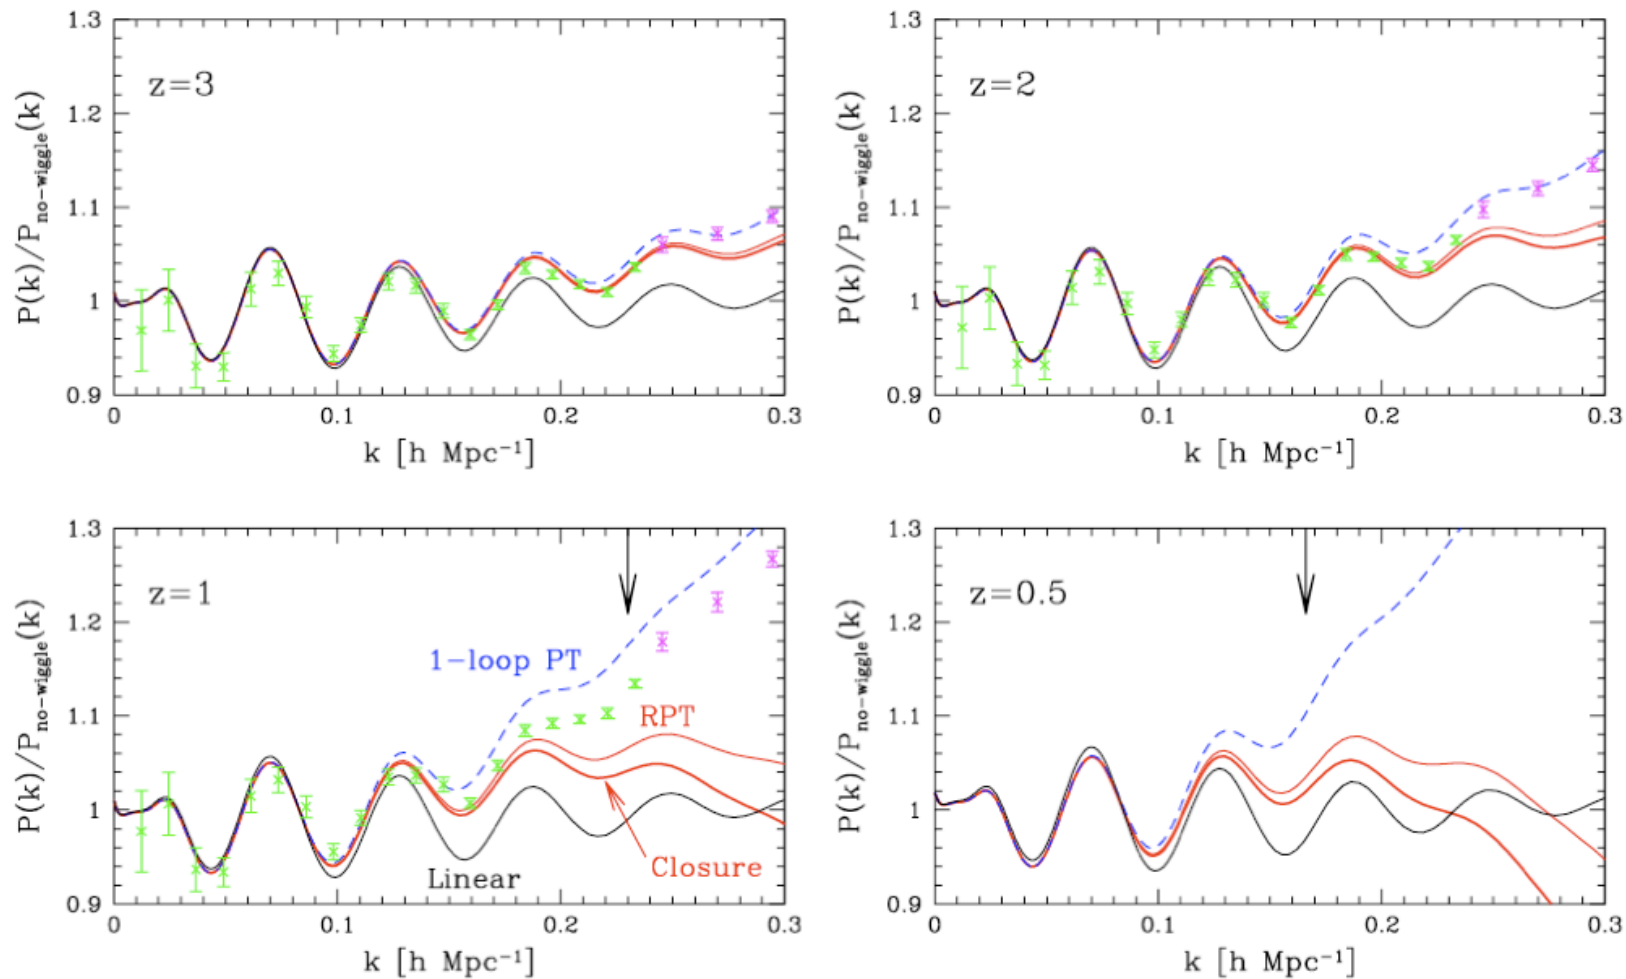 1.3
1.2
1.1
1
0.9
P(k)/P_no-wiggle(k)
z=3
0 0.1 0.2 0.3
k [h Mpc⁻¹]
1.3
1.2
1.1
1
0.9
P(k)/P_no-wiggle(k)
z=2
0 0.1 0.2 0.3
k [h Mpc⁻¹]
1.3
1.2
1.1
1
0.9
P(k)/P_no-wiggle(k)
z=1
1-loop PT
RPT
Closure
Linear
0 0.1 0.2 0.3
k [h Mpc⁻¹]
1.3
1.2
1.1
1
0.9
P(k)/P_no-wiggle(k)
z=0.5
0 0.1 0.2 0.3
k [h Mpc⁻¹]